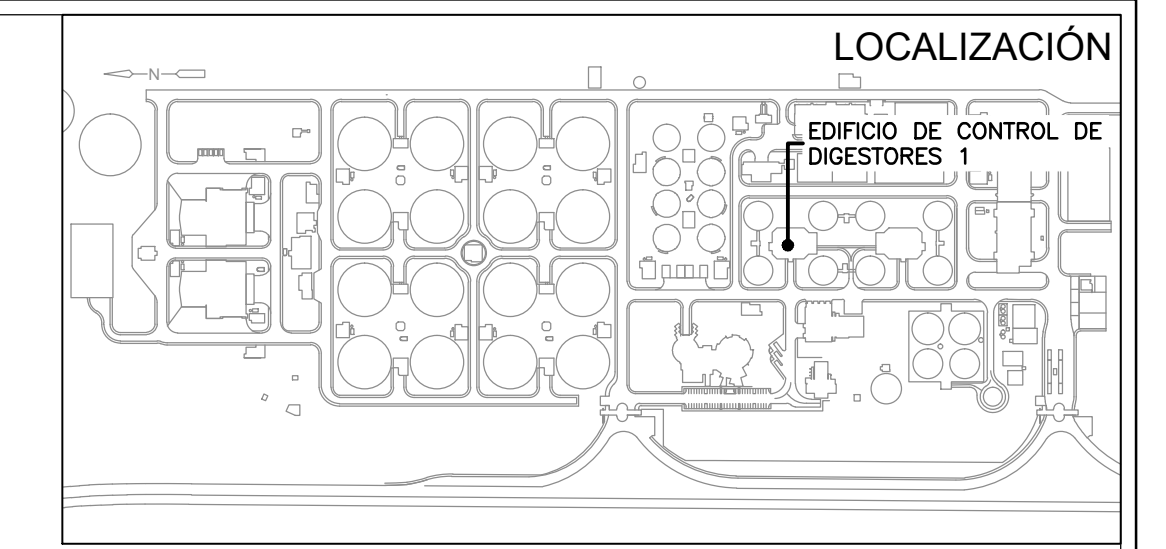 LOCALIZACIÓN
N
EDIFICIO DE CONTROL DE
DIGESTORES 1